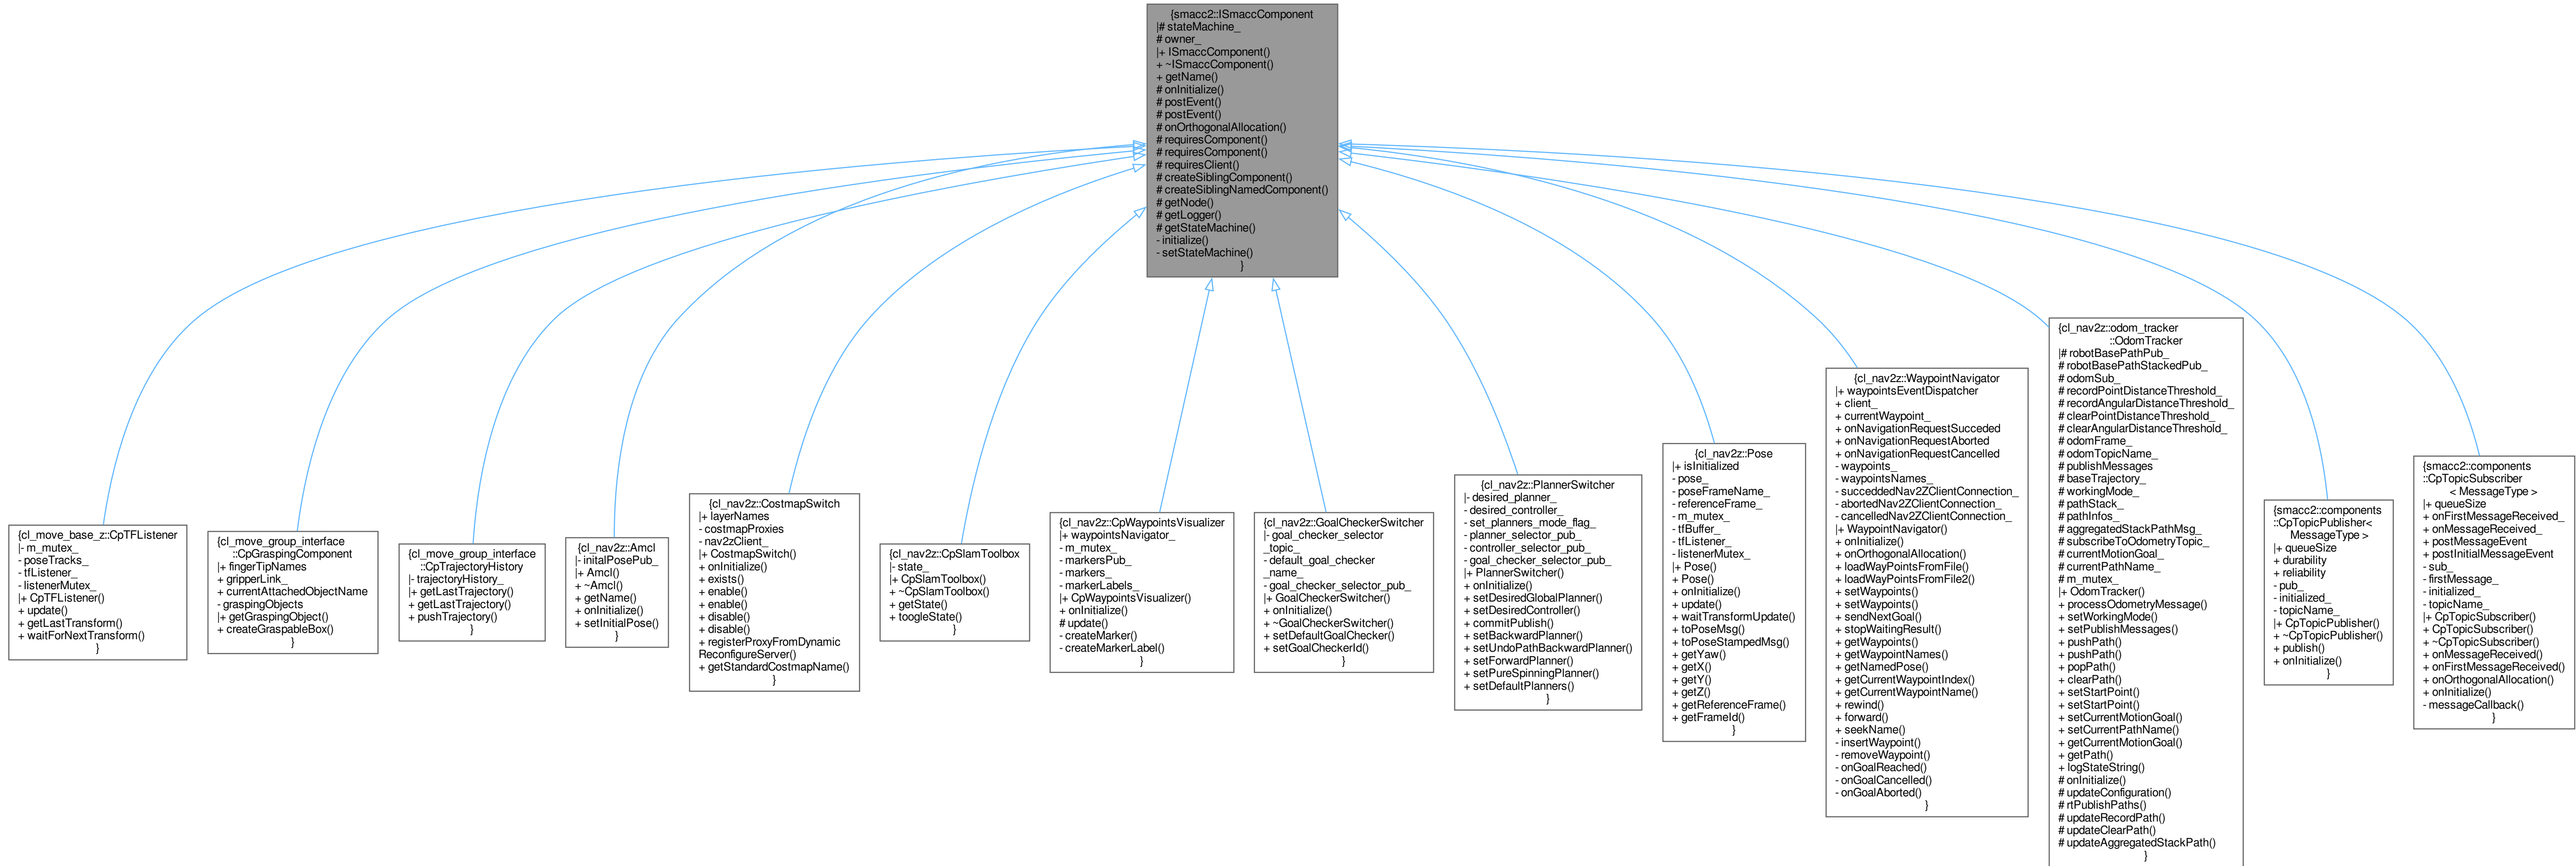 {smacc2::ISmaccComponent
|# stateMachine_
# owner_
|+ ISmaccComponent()
+ ~ISmaccComponent()
+ getName()
# onInitialize()
# postEvent()
# postEvent()
# onOrthogonalAllocation()
# requiresComponent()
# requiresComponent()
# requiresClient()
# createSiblingComponent()
# createSiblingNamedComponent()
# getNode()
# getLogger()
# getStateMachine()
- initialize()
- setStateMachine()
}
{cl_move_base_z::CpTFListener
|- m_mutex_
- poseTracks_
- tfListener_
- listenerMutex_
|+ CpTFListener()
+ update()
+ getLastTransform()
+ waitForNextTransform()
}
{cl_move_group_interface
::CpGraspingComponent
|+ fingerTipNames
+ gripperLink_
+ currentAttachedObjectName
- graspingObjects
|+ getGraspingObject()
+ createGraspableBox()
}
{cl_move_group_interface
::CpTrajectoryHistory
|- trajectoryHistory_
|+ getLastTrajectory()
+ getLastTrajectory()
+ pushTrajectory()
}
{cl_nav2z::Amcl
|- initalPosePub_
|+ Amcl()
+ ~Amcl()
+ getName()
+ onInitialize()
+ setInitialPose()
}
{cl_nav2z::CostmapSwitch
|+ layerNames
- costmapProxies
- nav2zClient_
|+ CostmapSwitch()
+ onInitialize()
+ exists()
+ enable()
+ enable()
+ disable()
+ disable()
+ registerProxyFromDynamic
ReconfigureServer()
+ getStandardCostmapName()
}
{cl_nav2z::CpSlamToolbox
|- state_
|+ CpSlamToolbox()
+ ~CpSlamToolbox()
+ getState()
+ toogleState()
}
{cl_nav2z::CpWaypointsVisualizer
|+ waypointsNavigator_
- m_mutex_
- markersPub_
- markers_
- markerLabels_
|+ CpWaypointsVisualizer()
+ onInitialize()
# update()
- createMarker()
- createMarkerLabel()
}
{cl_nav2z::GoalCheckerSwitcher
|- goal_checker_selector
_topic_
- default_goal_checker
_name_
- goal_checker_selector_pub_
|+ GoalCheckerSwitcher()
+ onInitialize()
+ ~GoalCheckerSwitcher()
+ setDefaultGoalChecker()
+ setGoalCheckerId()
}
{cl_nav2z::PlannerSwitcher
|- desired_planner_
- desired_controller_
- set_planners_mode_flag_
- planner_selector_pub_
- controller_selector_pub_
- goal_checker_selector_pub_
|+ PlannerSwitcher()
+ onInitialize()
+ setDesiredGlobalPlanner()
+ setDesiredController()
+ commitPublish()
+ setBackwardPlanner()
+ setUndoPathBackwardPlanner()
+ setForwardPlanner()
+ setPureSpinningPlanner()
+ setDefaultPlanners()
}
{cl_nav2z::Pose
|+ isInitialized
- pose_
- poseFrameName_
- referenceFrame_
- m_mutex_
- tfBuffer_
- tfListener_
- listenerMutex_
|+ Pose()
+ Pose()
+ onInitialize()
+ update()
+ waitTransformUpdate()
+ toPoseMsg()
+ toPoseStampedMsg()
+ getYaw()
+ getX()
+ getY()
+ getZ()
+ getReferenceFrame()
+ getFrameId()
}
{cl_nav2z::WaypointNavigator
|+ waypointsEventDispatcher
+ client_
+ currentWaypoint_
+ onNavigationRequestSucceded
+ onNavigationRequestAborted
+ onNavigationRequestCancelled
- waypoints_
- waypointsNames_
- succeddedNav2ZClientConnection_
- abortedNav2ZClientConnection_
- cancelledNav2ZClientConnection_
|+ WaypointNavigator()
+ onInitialize()
+ onOrthogonalAllocation()
+ loadWayPointsFromFile()
+ loadWayPointsFromFile2()
+ setWaypoints()
+ setWaypoints()
+ sendNextGoal()
+ stopWaitingResult()
+ getWaypoints()
+ getWaypointNames()
+ getNamedPose()
+ getCurrentWaypointIndex()
+ getCurrentWaypointName()
+ rewind()
+ forward()
+ seekName()
- insertWaypoint()
- removeWaypoint()
- onGoalReached()
- onGoalCancelled()
- onGoalAborted()
}
{cl_nav2z::odom_tracker
::OdomTracker
|# robotBasePathPub_
# robotBasePathStackedPub_
# odomSub_
# recordPointDistanceThreshold_
# recordAngularDistanceThreshold_
# clearPointDistanceThreshold_
# clearAngularDistanceThreshold_
# odomFrame_
# odomTopicName_
# publishMessages
# baseTrajectory_
# workingMode_
# pathStack_
# pathInfos_
# aggregatedStackPathMsg_
# subscribeToOdometryTopic_
# currentMotionGoal_
# currentPathName_
# m_mutex_
|+ OdomTracker()
+ processOdometryMessage()
+ setWorkingMode()
+ setPublishMessages()
+ pushPath()
+ pushPath()
+ popPath()
+ clearPath()
+ setStartPoint()
+ setStartPoint()
+ setCurrentMotionGoal()
+ setCurrentPathName()
+ getCurrentMotionGoal()
+ getPath()
+ logStateString()
# onInitialize()
# updateConfiguration()
# rtPublishPaths()
# updateRecordPath()
# updateClearPath()
# updateAggregatedStackPath()
}
{smacc2::components
::CpTopicPublisher<
MessageType >
|+ queueSize
+ durability
+ reliability
- pub_
- initialized_
- topicName_
|+ CpTopicPublisher()
+ ~CpTopicPublisher()
+ publish()
+ onInitialize()
}
{smacc2::components
::CpTopicSubscriber
< MessageType >
|+ queueSize
+ onFirstMessageReceived_
+ onMessageReceived_
+ postMessageEvent
+ postInitialMessageEvent
- sub_
- firstMessage_
- initialized_
- topicName_
|+ CpTopicSubscriber()
+ CpTopicSubscriber()
+ ~CpTopicSubscriber()
+ onMessageReceived()
+ onFirstMessageReceived()
+ onOrthogonalAllocation()
+ onInitialize()
- messageCallback()
}